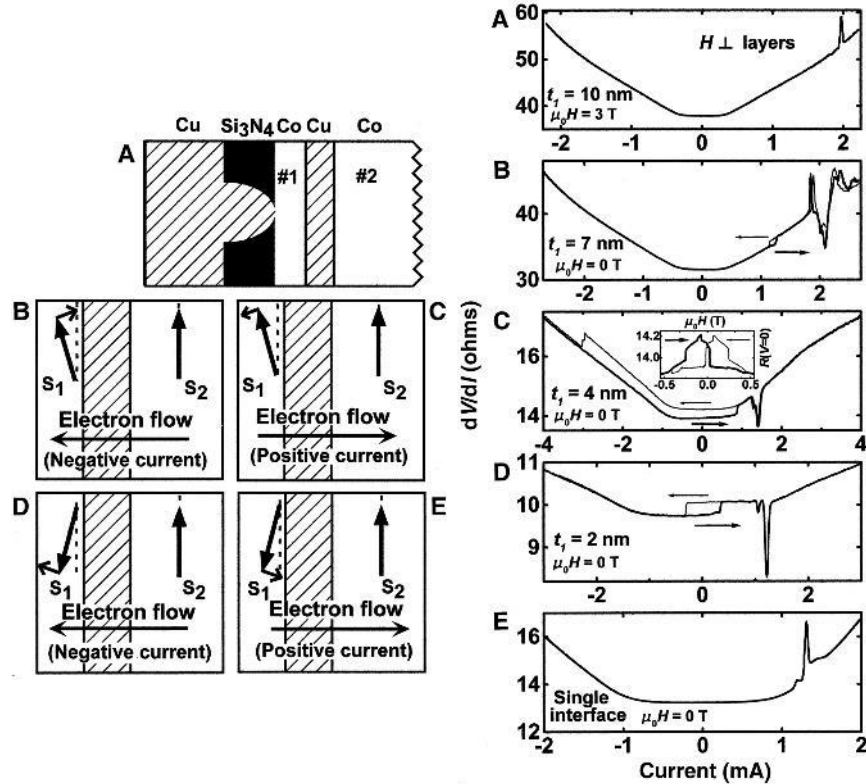 Cu Si3N4 Co Cu Co
A
#1 #2
B
S1 S2
Electron flow
(Negative current)
C
S1 S2
Electron flow
(Positive current)
D
S1 S2
Electron flow
(Negative current)
E
S1 S2
Electron flow
(Positive current)
dV/dI (ohms)
A
60
50
40
H ⊥ layers
t1 = 10 nm
μ0H = 3 T
-2 -1 0 1 2
B
40
30
t1 = 7 nm
μ0H = 0 T
-2 -1 0 1 2
C
16
14
μ0H (T)
14.2
14.0
R(V=0)
-0.5 0.0 0.5
t1 = 4 nm
μ0H = 0 T
-4 -2 0 2 4
D
11
10
9
8
t1 = 2 nm
μ0H = 0 T
-2 0 2
E
16
14
12
Single
interface μ0H = 0 T
-2 -1 0 1 2
Current (mA)